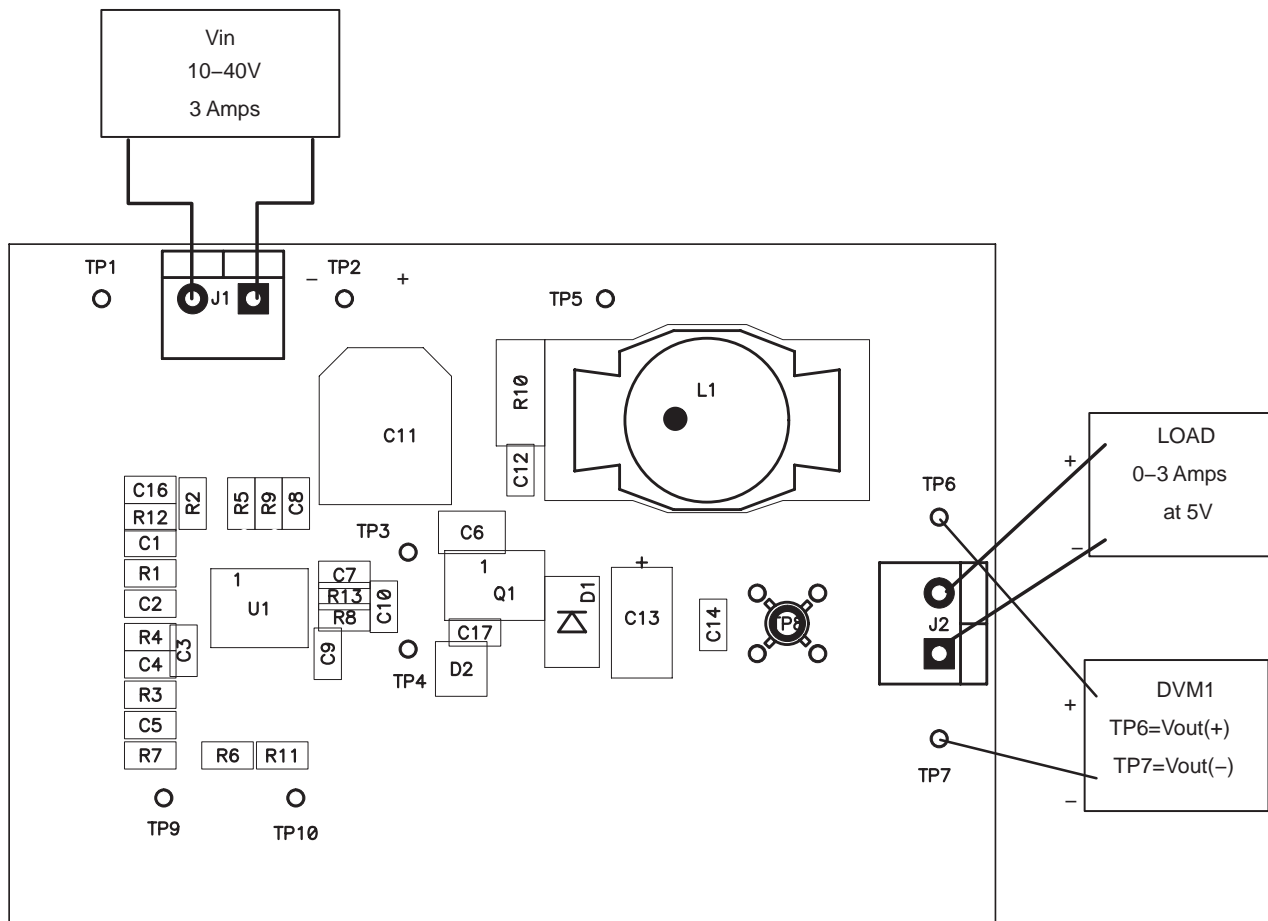 Vin
10–40V
3 Amps
TP1
J1
–
TP2
+
TP5
R10
L1
C11
C12
LOAD
0–3 Amps
at 5V
+
–
C16
R2
R5
R9
C8
R12
C1
TP3
C6
TP6
R1
1
U1
C7
R13
R8
C10
1
Q1
D1
+
C13
C14
TP8
J2
C2
R4
C3
C4
C9
TP4
C17
D2
R3
C5
R7
R6
R11
TP7
+
–
DVM1
TP6=Vout(+)
TP7=Vout(–)
TP9
TP10